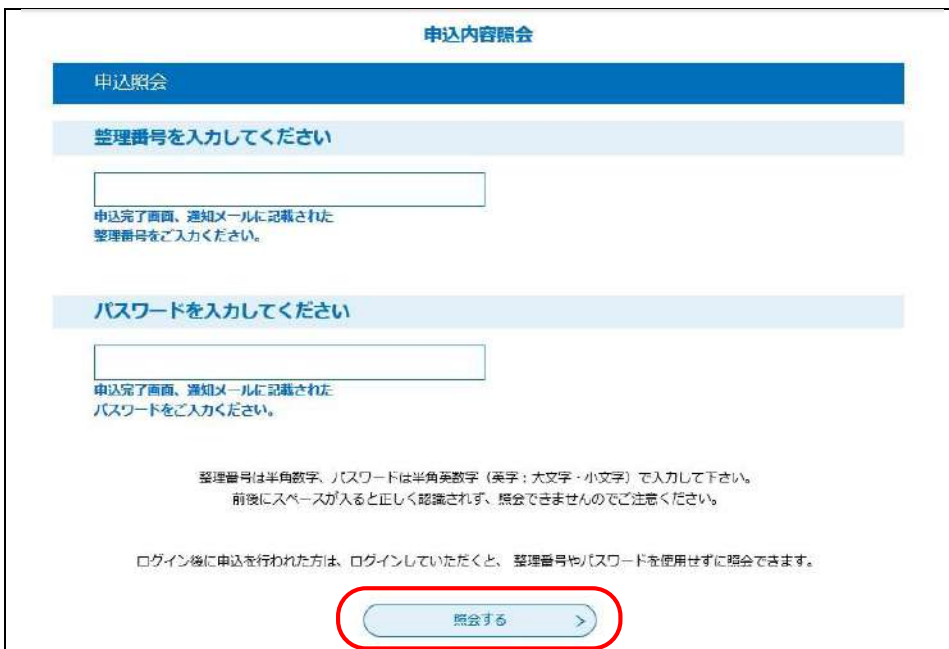 申込内容照会
申込照会
整理番号を入力してください
申込完了画面、通知メールに記載された
整理番号をご入力ください。
パスワードを入力してください
申込完了画面、通知メールに記載された
パスワードをご入力ください。
整理番号は半角数字、パスワードは半角英数字（英字：大文字・小文字）で入力して下さい。
前後にスペースが入ると正しく認識されず、照会できませんのでご注意ください。
ログイン後に申込を行われた方は、ログインしていただくと、 整理番号やパスワードを使用せずに照会できます。
照会する